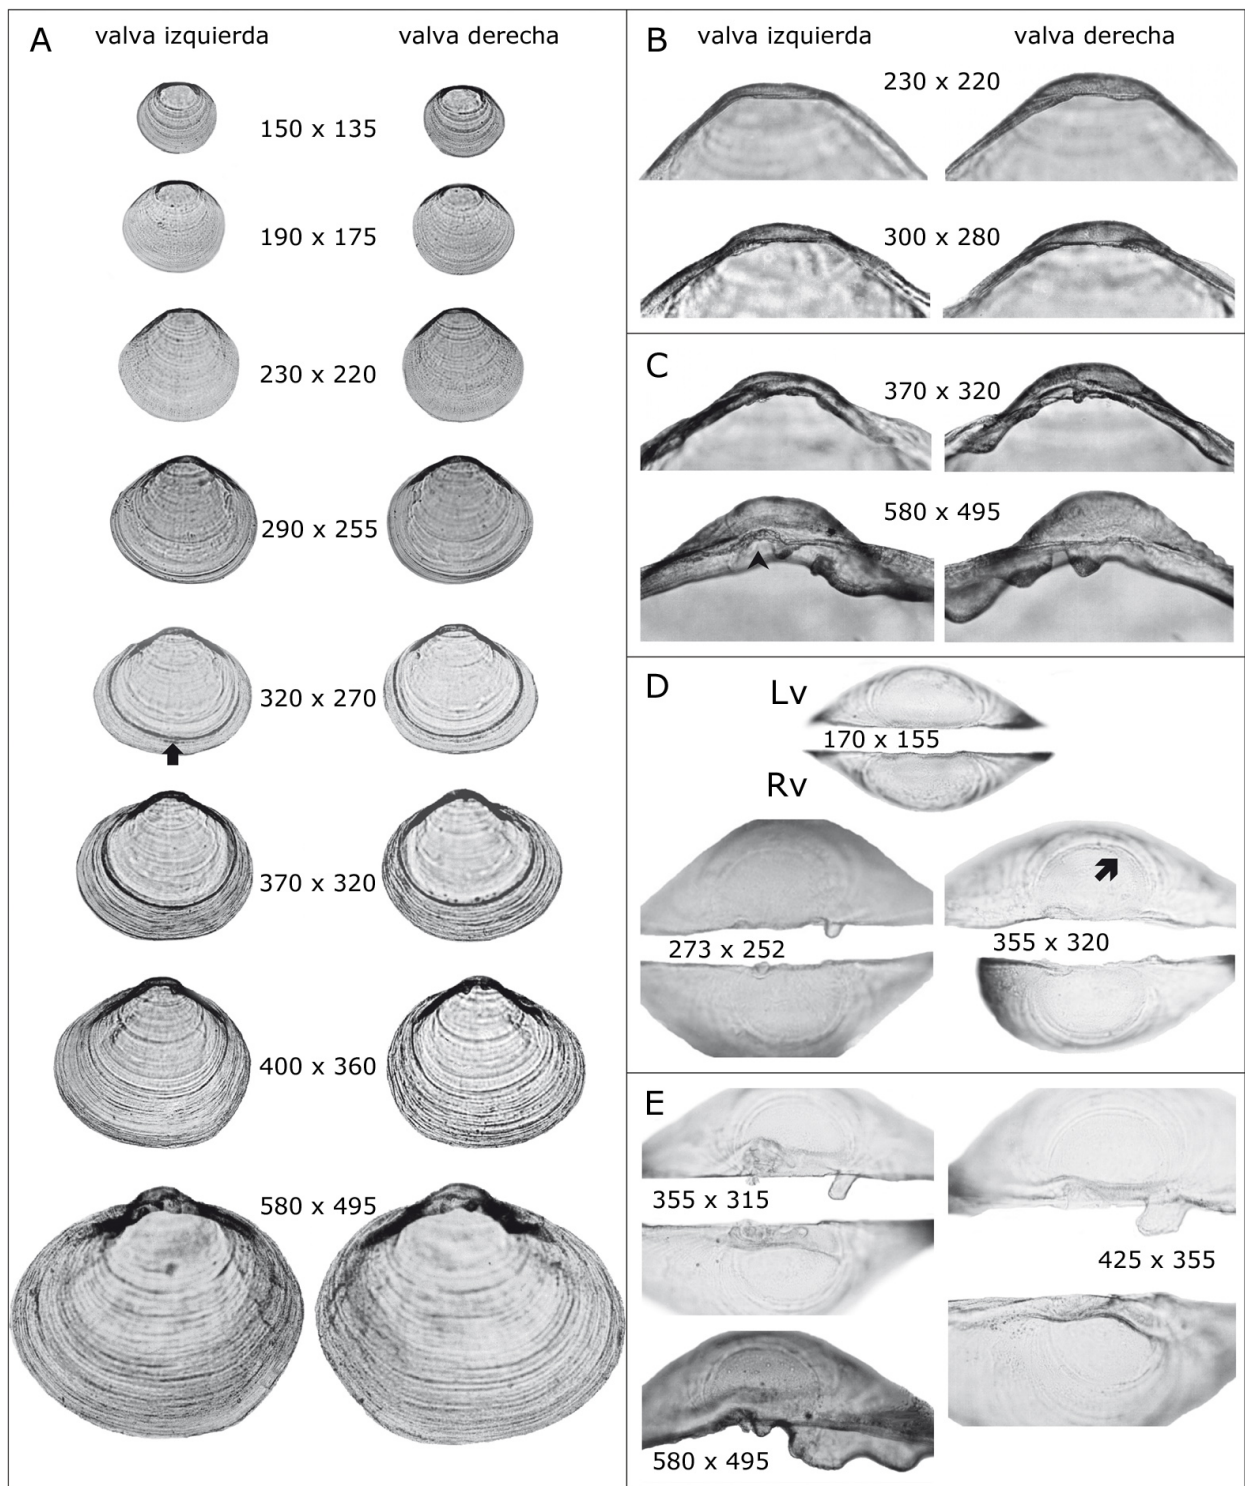 A
valva izquierda valva derecha
150 x 135
190 x 175
230 x 220
290 x 255
320 x 270
370 x 320
400 x 360
580 x 495
B
valva izquierda valva derecha
230 x 220
300 x 280
C
370 x 320
580 x 495
D
Lv
170 x 155
Rv
273 x 252 355 x 320
E
355 x 315
425 x 355
580 x 495